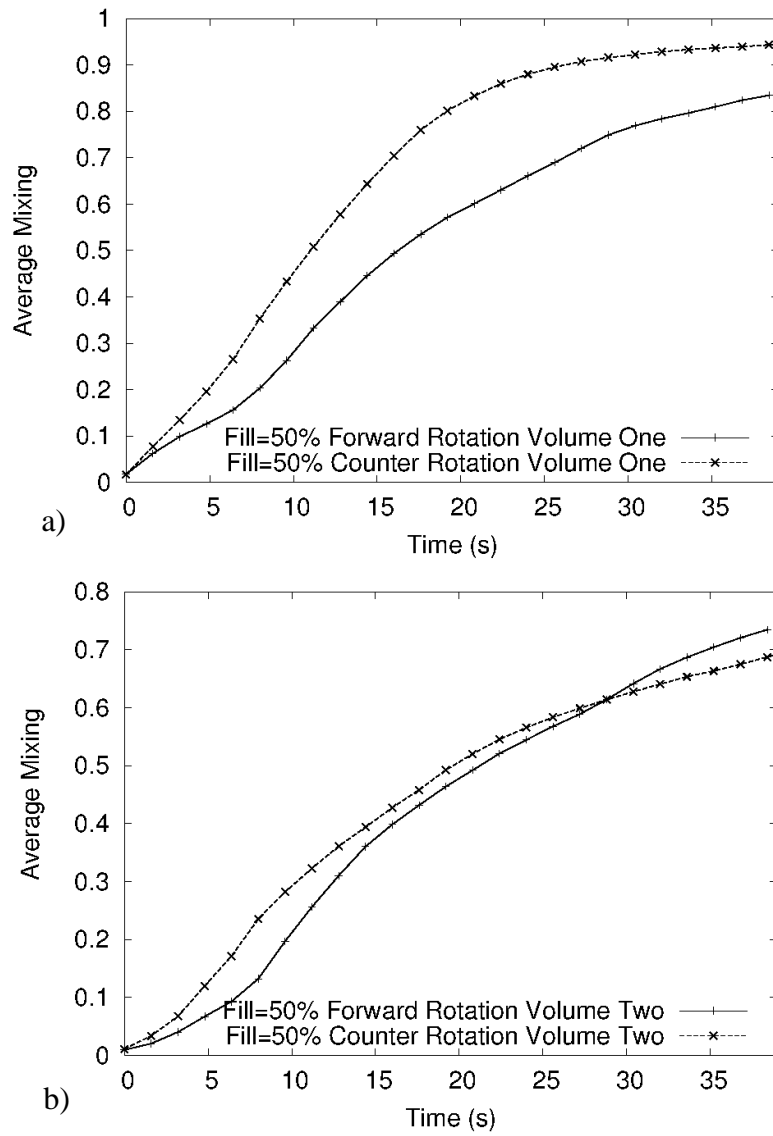 1
0.9
0.8
0.7
0.6
0.5
0.4
0.3
0.2
0.1
0
Average Mixing
Fill=50% Forward Rotation Volume One
Fill=50% Counter Rotation Volume One
0 5 10 15 20 25 30 35
Time (s)
a)
0.8
0.7
0.6
0.5
0.4
0.3
0.2
0.1
0
Average Mixing
Fill=50% Forward Rotation Volume Two
Fill=50% Counter Rotation Volume Two
0 5 10 15 20 25 30 35
Time (s)
b)